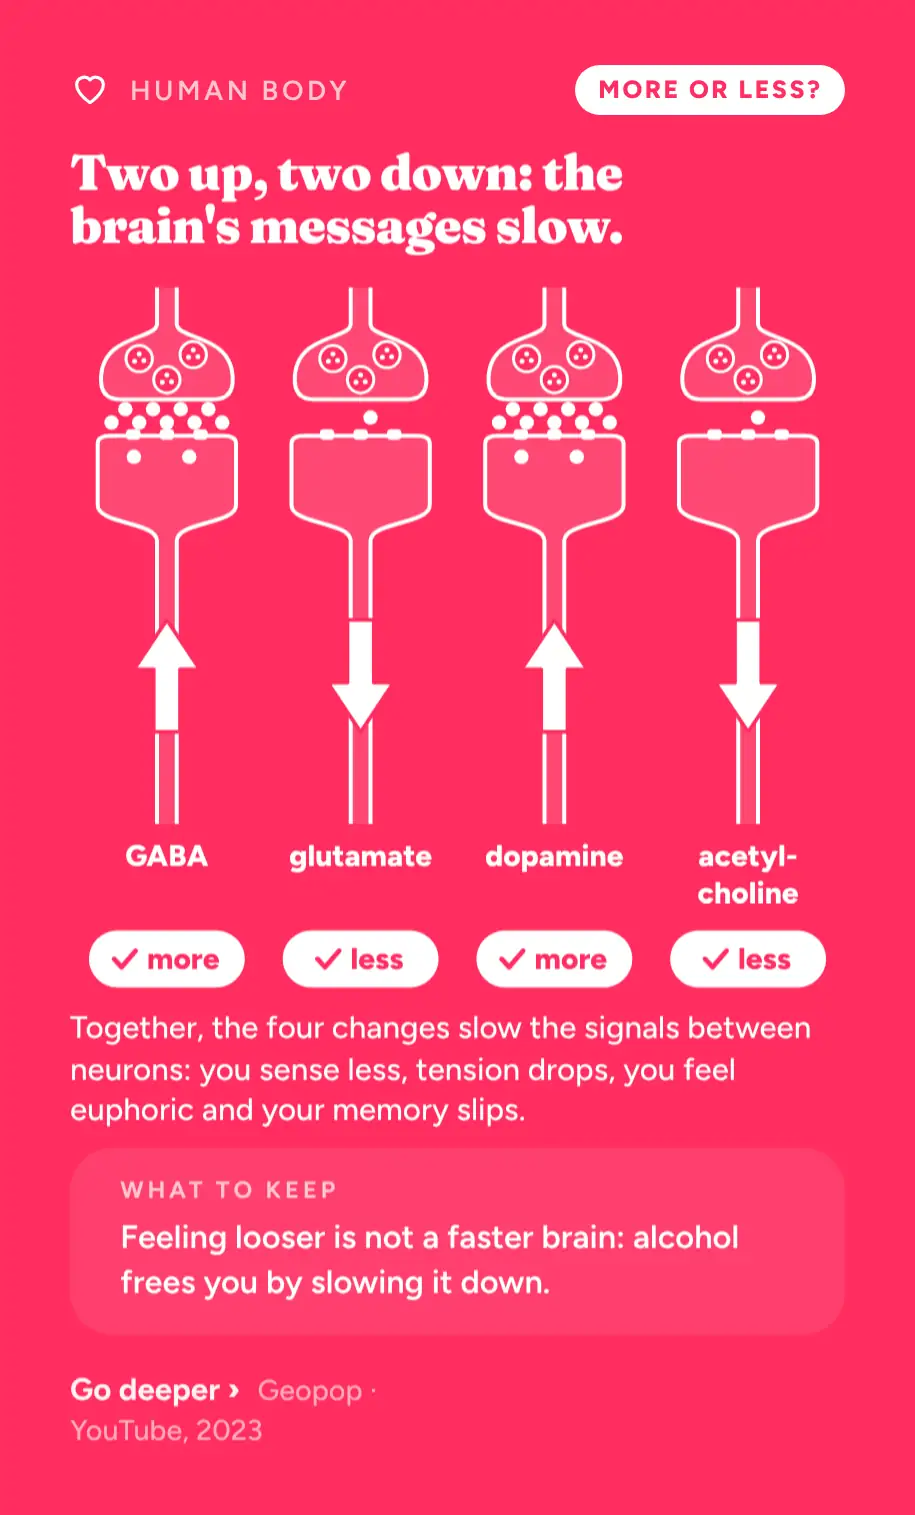 HUMAN BODY
MORE OR LESS?
Two up, two down: the
brain's messages slow.
GABA
glutamate
dopamine
acetyl-
choline
✓ more
✓ less
✓ more
✓ less
Together, the four changes slow the signals between
neurons: you sense less, tension drops, you feel
euphoric and your memory slips.
WHAT TO KEEP
Feeling looser is not a faster brain: alcohol
frees you by slowing it down.
Go deeper › Geopop ·
YouTube, 2023